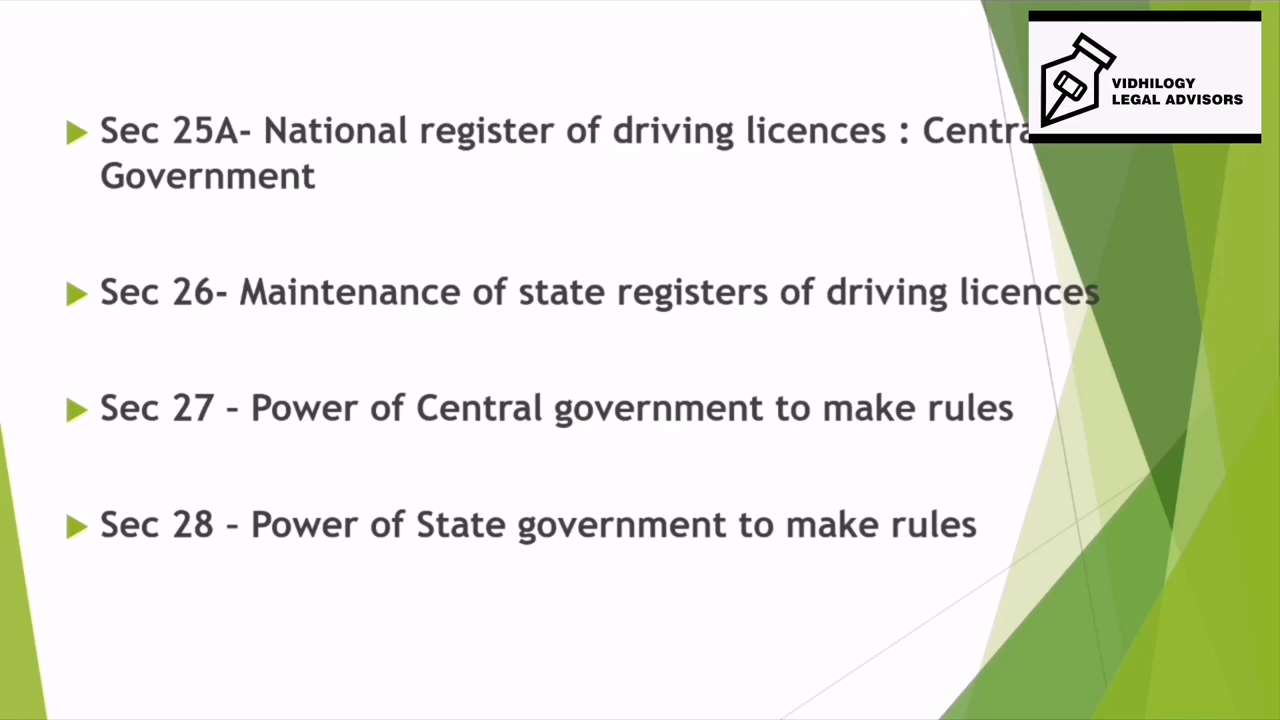 Sec 25A- National register of driving licences : Centra
Government
Sec 26- Maintenance of state registers of driving licences
Sec 27 – Power of Central government to make rules
Sec 28 – Power of State government to make rules
VIDHILOGY
LEGAL ADVISORS